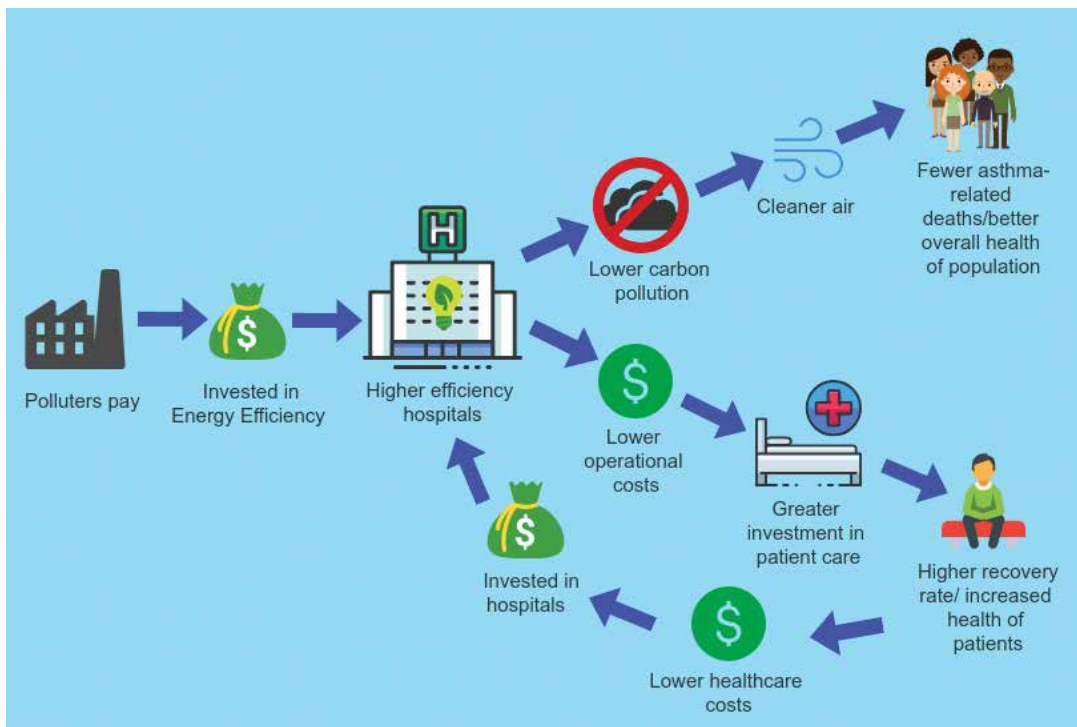 Polluters pay
$
Invested in
Energy Efficiency
H
Higher efficiency
hospitals
Lower carbon
pollution
Cleaner air
Fewer asthma-
related
deaths/better
overall health
of population
$
Lower
operational
costs
Greater
investment in
patient care
Higher recovery
rate/ increased
health of
patients
$
Lower healthcare
costs
$
Invested in
hospitals